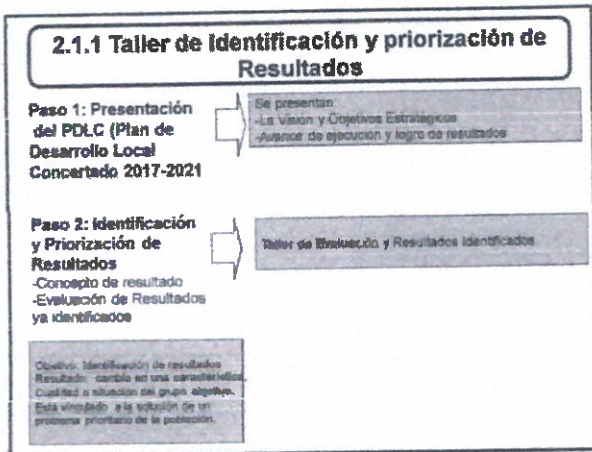 2.1.1 Taller de Identificación y priorización de
Resultados
Paso 1: Presentación
del PDLC (Plan de
Desarrollo Local
Concertado 2017-2021
Se presentan:
-La Visión y Objetivos Estratégicos
-Avance de ejecución y logro de resultados
Paso 2: Identificación
y Priorización de
Resultados
-Concepto de resultado
-Evaluación de Resultados
ya identificados
Taller de Evaluación y Resultados Identificados
Objetivo: Identificación de resultados
Resultado: cambio en una característica,
Cualidad o situación del grupo objetivo.
Está vinculado a la solución de un
problema prioritario de la población.